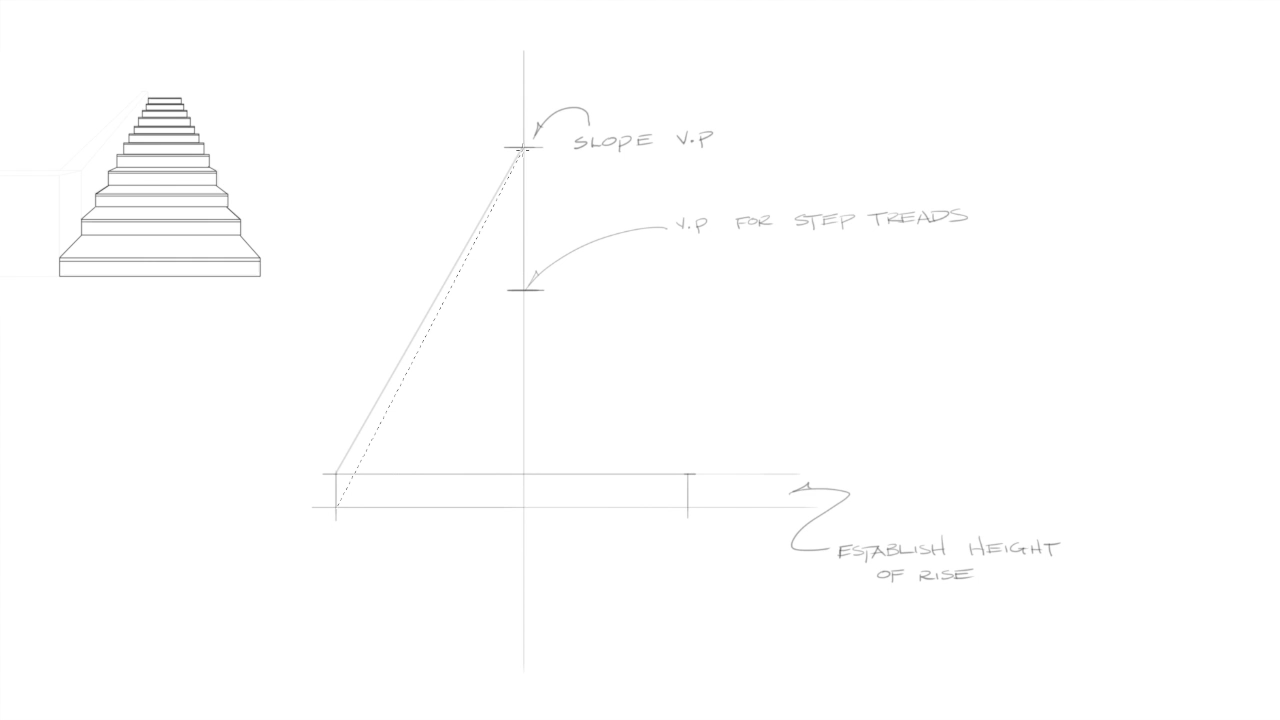 SLOPE V.P
V.P FOR STEP TREADS
ESTABLISH HEIGHT
OF RISE